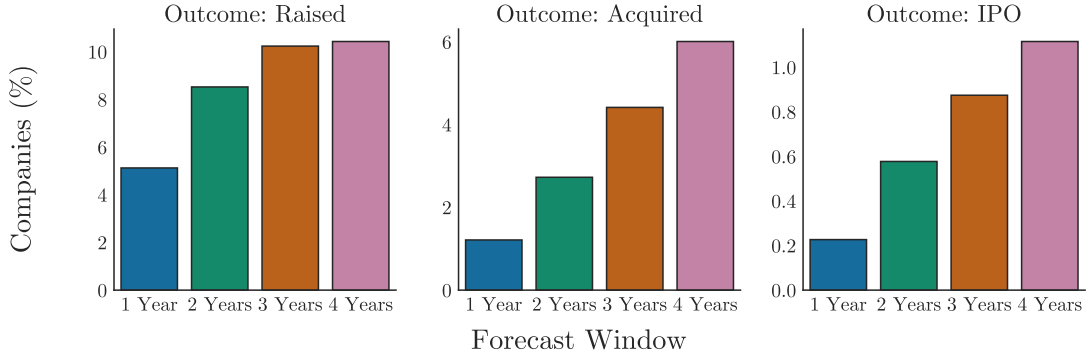 Outcome: Raised
Outcome: Acquired
Outcome: IPO
Companies (%)
10
8
6
4
2
0
1 Year 2 Years 3 Years 4 Years
6
4
2
0
1 Year 2 Years 3 Years 4 Years
1.0
0.8
0.6
0.4
0.2
0.0
1 Year 2 Years 3 Years 4 Years
Forecast Window